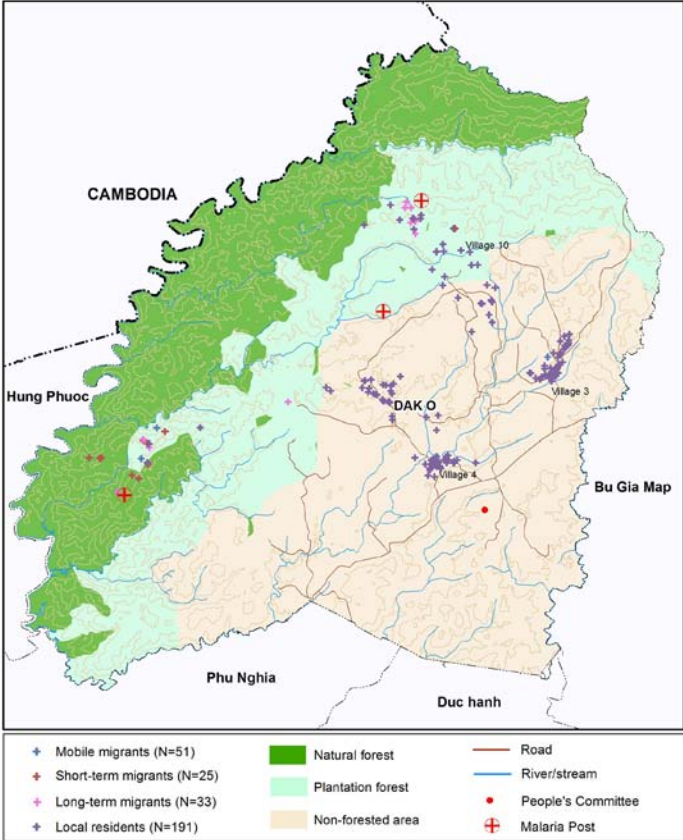 CAMBODIA
Village 10
Hung Phuoc
Village 3
DAK O
Village 4
Bu Gia Map
Phu Nghia
Duc hanh
Mobile migrants (N=51)
Short-term migrants (N=25)
Long-term migrants (N=33)
Local residents (N=191)
Natural forest
Plantation forest
Non-forested area
Road
River/stream
People's Committee
Malaria Post